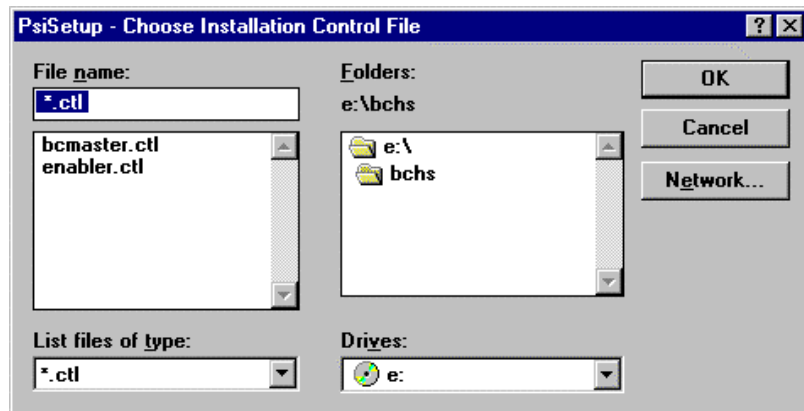 PsiSetup - Choose Installation Control File
File name:
*.ctl
bcmaster.ctl
enabler.ctl
List files of type:
*.ctl
Folders:
e:\bchs
e:\
bchs
Drives:
e:
OK
Cancel
Network...